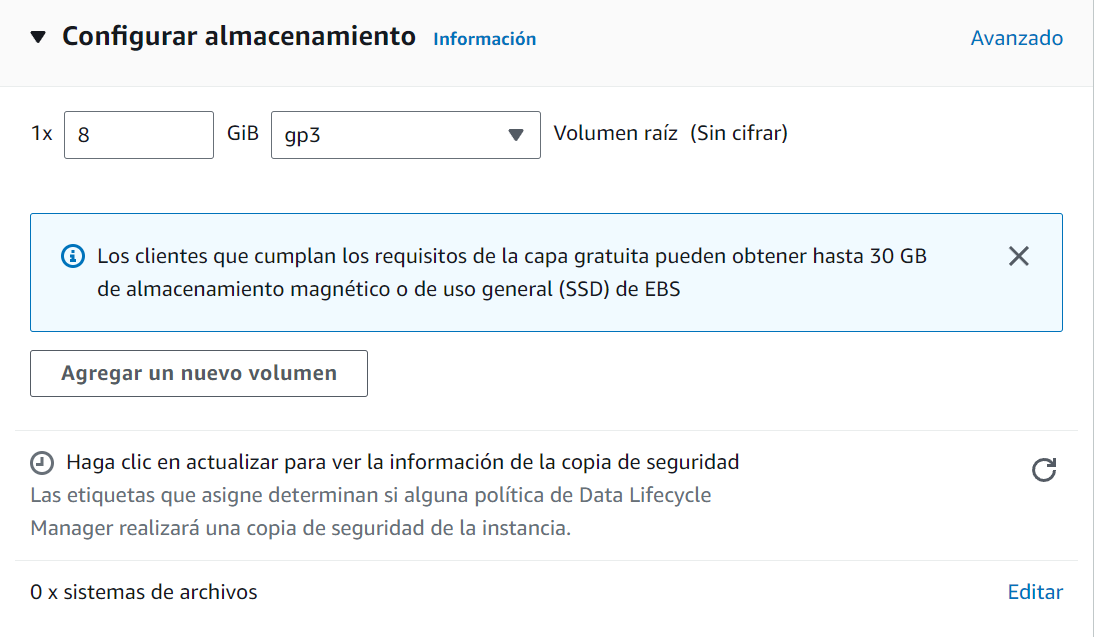 Configurar almacenamiento Información Avanzado
1x 8 GiB gp3 Volumen raíz (Sin cifrar)
Los clientes que cumplan los requisitos de la capa gratuita pueden obtener hasta 30 GB
de almacenamiento magnético o de uso general (SSD) de EBS
Agregar un nuevo volumen
Haga clic en actualizar para ver la información de la copia de seguridad
Las etiquetas que asigne determinan si alguna política de Data Lifecycle
Manager realizará una copia de seguridad de la instancia.
0 x sistemas de archivos Editar